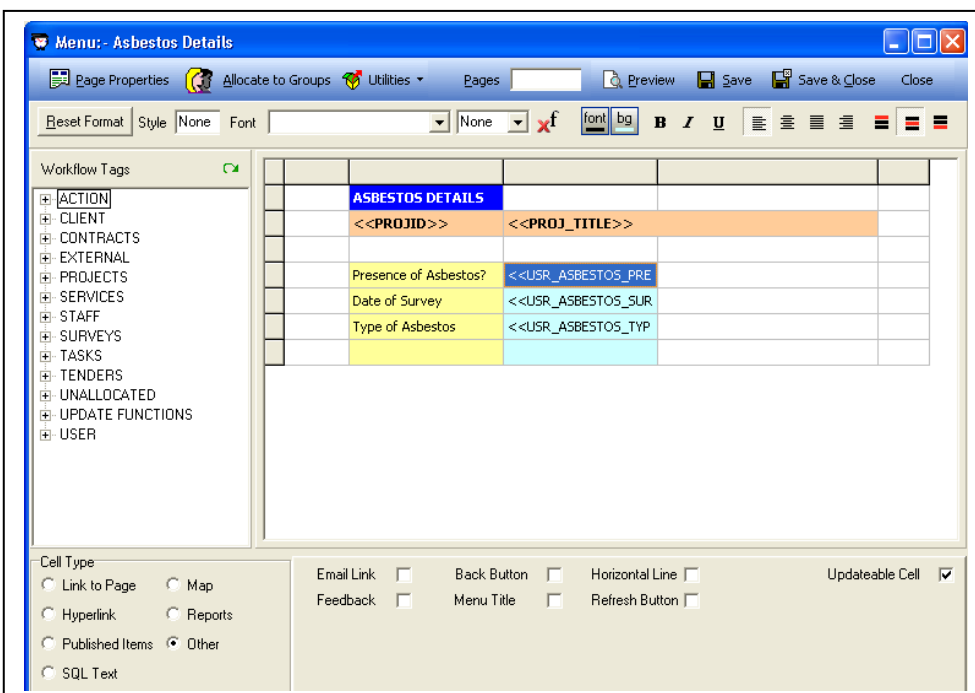 Menu:- Asbestos Details
Page Properties Allocate to Groups Utilities Pages Preview Save Save & Close Close
Reset Format Style None Font None xf font bg B I U
Workflow Tags
ACTION
CLIENT
CONTRACTS
EXTERNAL
PROJECTS
SERVICES
STAFF
SURVEYS
TASKS
TENDERS
UNALLOCATED
UPDATE FUNCTIONS
USER
ASBESTOS DETAILS
<<PROJID>> <<PROJ_TITLE>>
Presence of Asbestos? <<USR_ASBESTOS_PRE
Date of Survey <<USR_ASBESTOS_SUR
Type of Asbestos <<USR_ASBESTOS_TYP
Cell Type
Link to Page Map
Hyperlink Reports
Published Items Other
SQL Text
Email Link Back Button Horizontal Line Updateable Cell
Feedback Menu Title Refresh Button